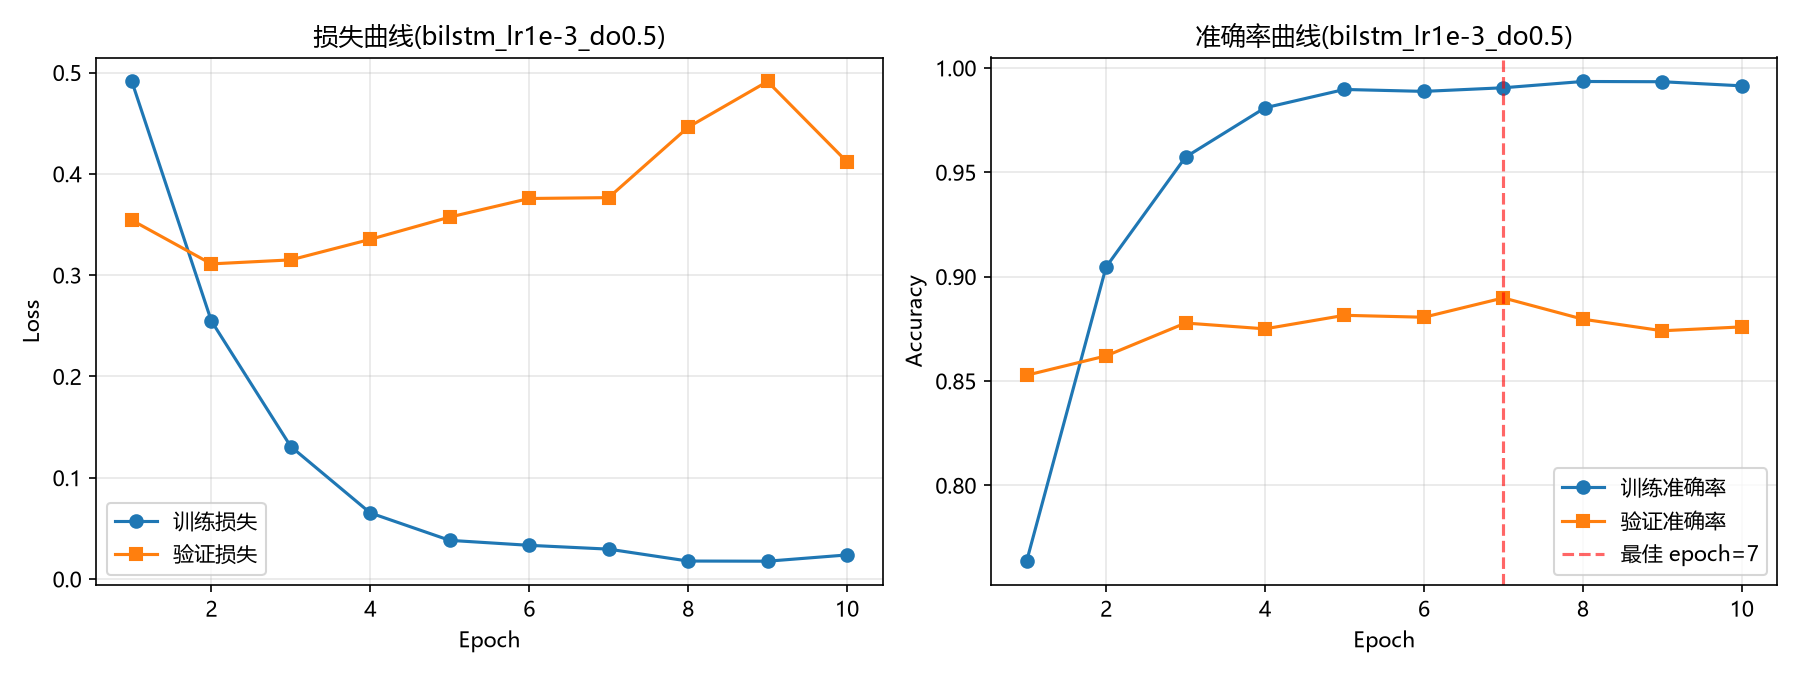 损失曲线(bilstm_lr1e-3_do0.5)
0.5
0.4
0.3
0.2
0.1
0.0
Loss
2
4
6
8
10
Epoch
训练损失
验证损失
准确率曲线(bilstm_lr1e-3_do0.5)
1.00
0.95
0.90
0.85
0.80
Accuracy
2
4
6
8
10
Epoch
训练准确率
验证准确率
最佳 epoch=7